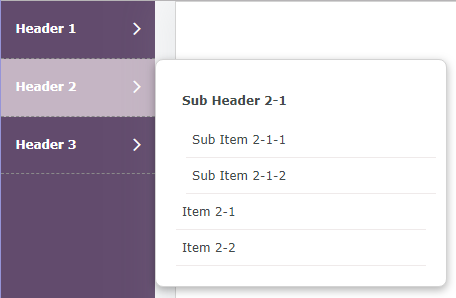 Header 1
Header 2
Header 3
Sub Header 2-1
Sub Item 2-1-1
Sub Item 2-1-2
Item 2-1
Item 2-2